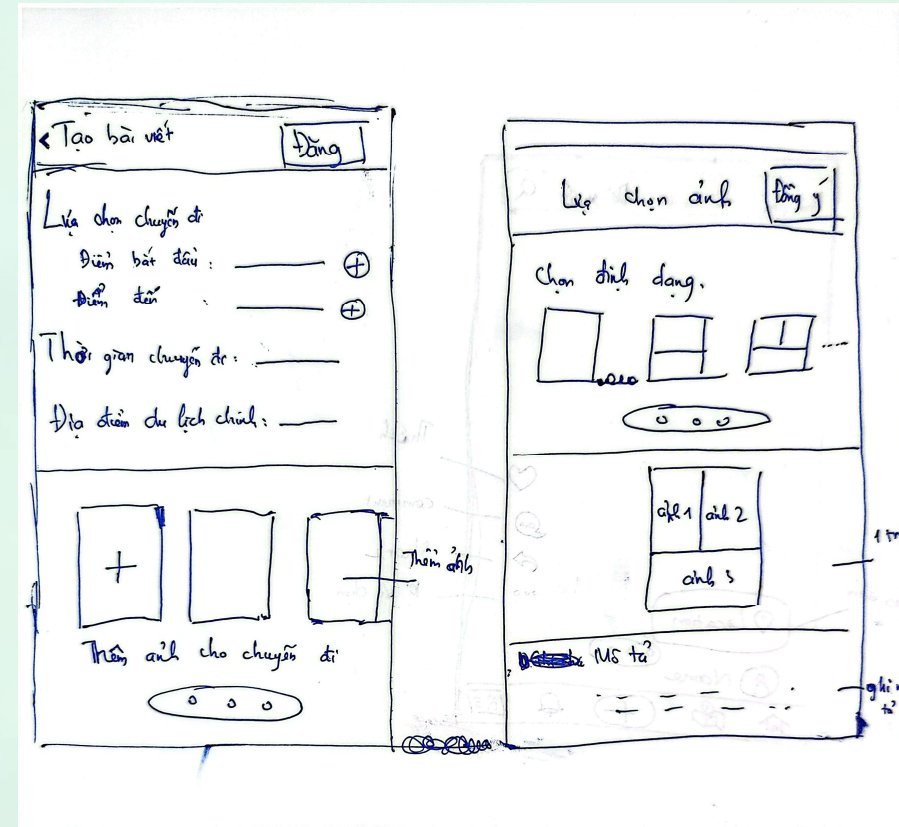 < Tạo bài viết
Đăng
Lựa chọn chuyến đi
Điểm bắt đầu :
Điểm đến :
Thời gian chuyến đi :
Địa điểm du lịch chính :
+
Thêm ảnh
Thêm ảnh cho chuyến đi
Lựa chọn ảnh
Đồng ý
Chọn định dạng.
ảnh 1
ảnh 2
ảnh 3
Mô tả